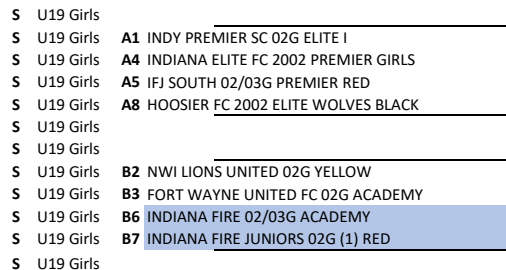 S U19 Girls
S U19 Girls A1 INDY PREMIER SC 02G ELITE I
S U19 Girls A4 INDIANA ELITE FC 2002 PREMIER GIRLS
S U19 Girls A5 IFJ SOUTH 02/03G PREMIER RED
S U19 Girls A8 HOOSIER FC 2002 ELITE WOLVES BLACK
S U19 Girls
S U19 Girls
S U19 Girls B2 NWI LIONS UNITED 02G YELLOW
S U19 Girls B3 FORT WAYNE UNITED FC 02G ACADEMY
S U19 Girls B6 INDIANA FIRE 02/03G ACADEMY
S U19 Girls B7 INDIANA FIRE JUNIORS 02G (1) RED
S U19 Girls